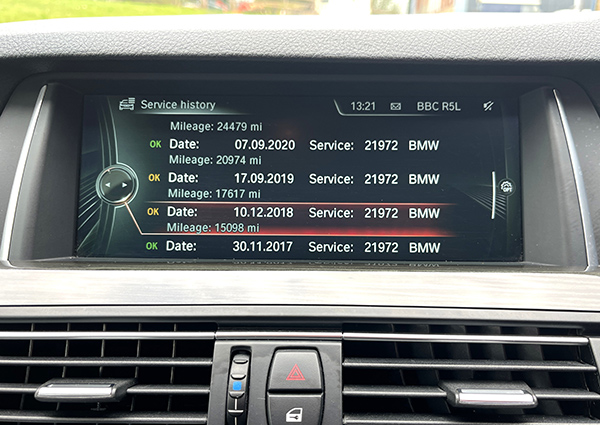 Service history 13:21 BBC R5L
Mileage: 24479 mi
OK Date: 07.09.2020 Service: 21972 BMW
Mileage: 20974 mi
OK Date: 17.09.2019 Service: 21972 BMW
Mileage: 17617 mi
OK Date: 10.12.2018 Service: 21972 BMW
Mileage: 15098 mi
OK Date: 30.11.2017 Service: 21972 BMW